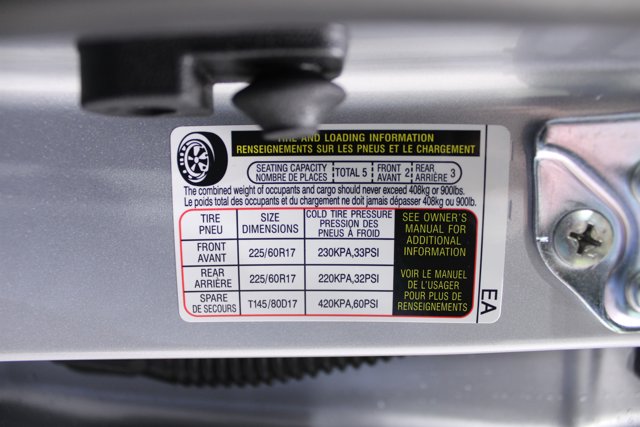 TIRE AND LOADING INFORMATION
RENSEIGNEMENTS SUR LES PNEUS ET LE CHARGEMENT
SEATING CAPACITY
NOMBRE DE PLACES
TOTAL 5
FRONT
AVANT 2
REAR
ARRIÈRE 3
The combined weight of occupants and cargo should never exceed 408kg or 900lbs.
Le poids total des occupants et du chargement ne doit jamais dépasser 408kg ou 900lb.
TIRE
PNEU
SIZE
DIMENSIONS
COLD TIRE PRESSURE
PRESSION DES
PNEUS À FROID
FRONT
AVANT
225/60R17
230KPA,33PSI
REAR
ARRIÈRE
225/60R17
220KPA,32PSI
SPARE
DE SECOURS
T145/80D17
420KPA,60PSI
SEE OWNER'S
MANUAL FOR
ADDITIONAL
INFORMATION
VOIR LE MANUEL
DE L'USAGER
POUR PLUS DE
RENSEIGNEMENTS
EA